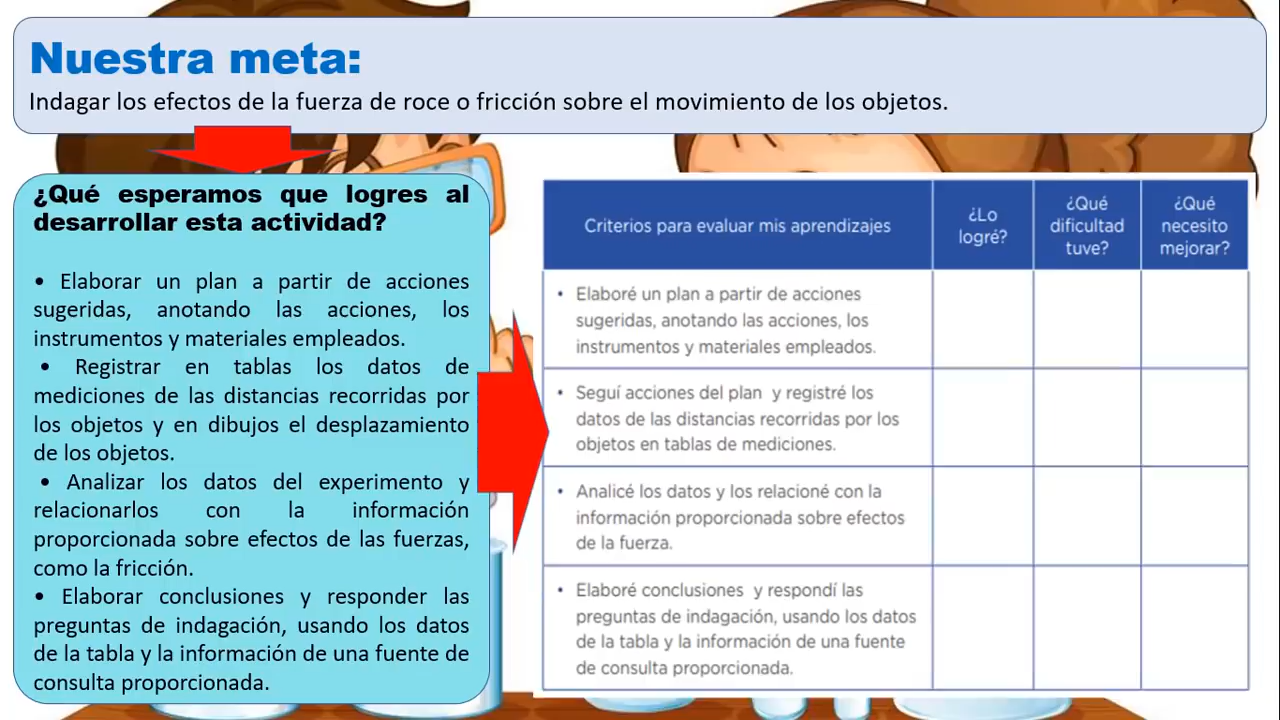 Nuestra meta:
Indagar los efectos de la fuerza de roce o fricción sobre el movimiento de los objetos.
¿Qué esperamos que logres al
desarrollar esta actividad?
• Elaborar un plan a partir de acciones
sugeridas, anotando las acciones, los
instrumentos y materiales empleados.
• Registrar en tablas los datos de
mediciones de las distancias recorridas por
los objetos y en dibujos el desplazamiento
de los objetos.
• Analizar los datos del experimento y
relacionarlos con la información
proporcionada sobre efectos de las fuerzas,
como la fricción.
• Elaborar conclusiones y responder las
preguntas de indagación, usando los datos
de la tabla y la información de una fuente de
consulta proporcionada.
Criterios para evaluar mis aprendizajes
¿Lo
logré?
¿Qué
dificultad
tuve?
¿Qué
necesito
mejorar?
• Elaboré un plan a partir de acciones
sugeridas, anotando las acciones, los
instrumentos y materiales empleados.
• Seguí acciones del plan y registré los
datos de las distancias recorridas por los
objetos en tablas de mediciones.
• Analicé los datos y los relacioné con la
información proporcionada sobre efectos
de la fuerza.
• Elaboré conclusiones y respondí las
preguntas de indagación, usando los datos
de la tabla y la información de una fuente
de consulta proporcionada.